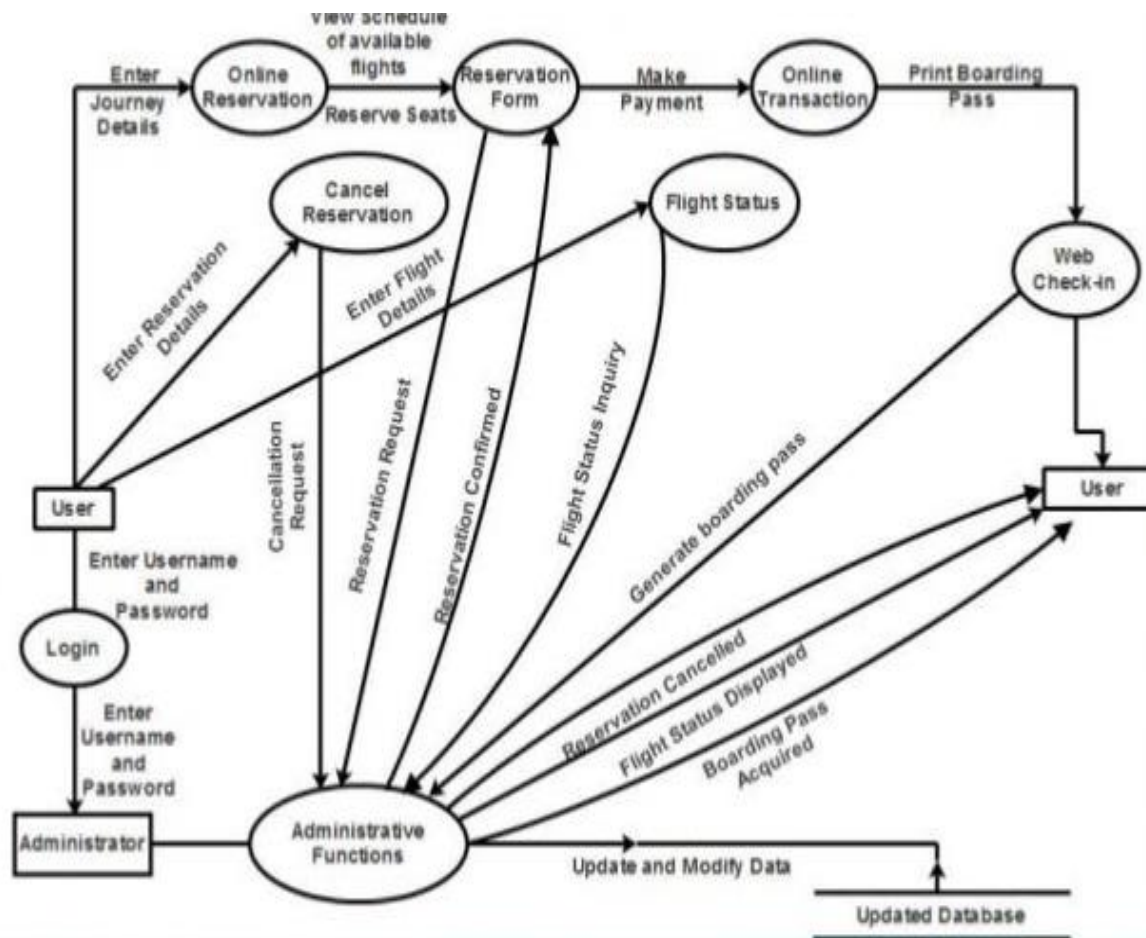 View Schedule
of available
flights
Enter
Journey
Details
Online
Reservation
Reserve Seats
Reservation
Form
Make
Payment
Online
Transaction
Print Boarding
Pass
Cancel
Reservation
Flight Status
Web
Check-in
Enter Reservation
Details
Enter Flight
Details
Cancellation
Request
Reservation Request
Reservation Confirmed
Flight Status Inquiry
Generate boarding pass
User
User
Enter Username
and
Password
Login
Enter
Username
and
Password
Reservation Cancelled
Flight Status Displayed
Boarding Pass
Acquired
Administrator
Administrative
Functions
Update and Modify Data
Updated Database